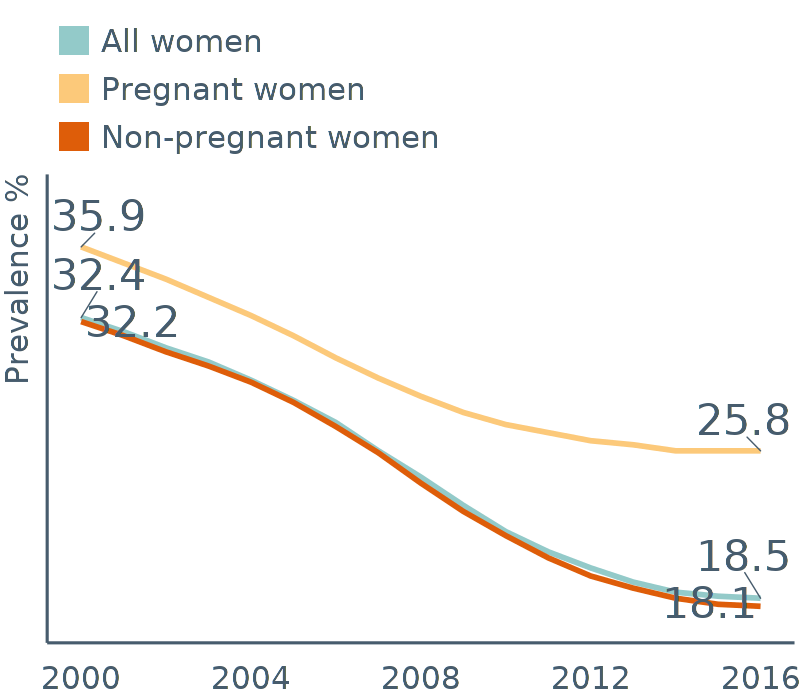 All women
Pregnant women
Non-pregnant women
Prevalence %
35.9
32.4
32.2
25.8
18.5
18.1
2000 2004 2008 2012 2016